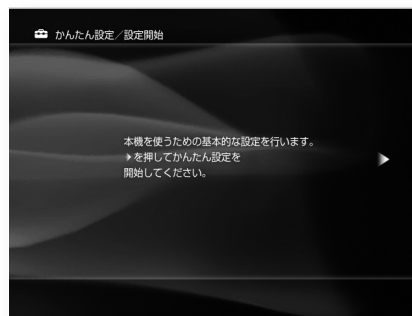 かんたん設定／設定開始
本機を使うための基本的な設定を行います。
▶を押してかんたん設定を
開始してください。